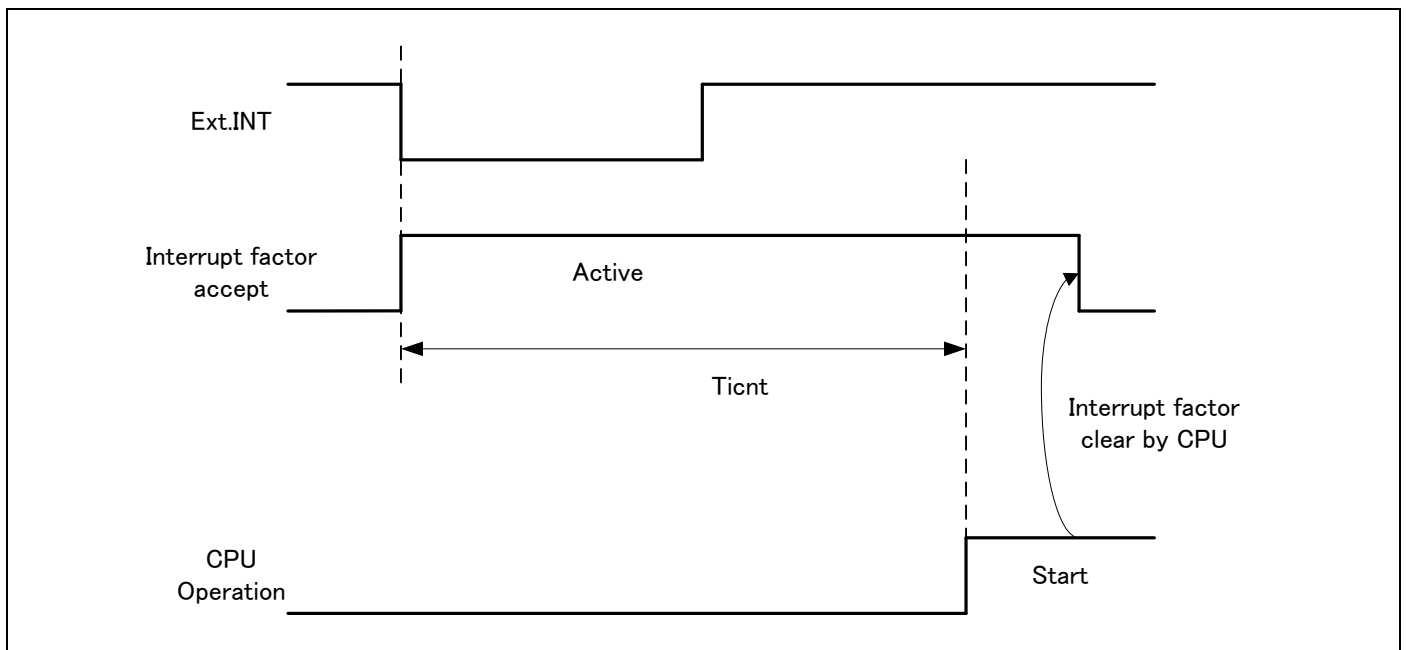 Ext.INT
Interrupt factor
accept
Active
Ticnt
Interrupt factor
clear by CPU
CPU
Operation
Start